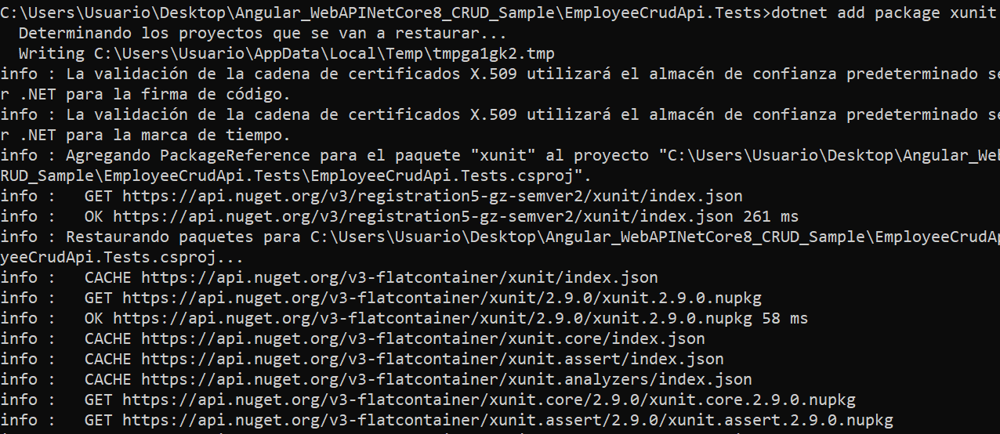 C:\Users\Usuario\Desktop\Angular_WebAPINetCore8_CRUD_Sample\EmployeeCrudApi.Tests>dotnet add package xunit
  Determinando los proyectos que se van a restaurar...
  Writing C:\Users\Usuario\AppData\Local\Temp\tmpga1gk2.tmp
info : La validación de la cadena de certificados X.509 utilizará el almacén de confianza predeterminado se
r .NET para la firma de código.
info : La validación de la cadena de certificados X.509 utilizará el almacén de confianza predeterminado se
r .NET para la marca de tiempo.
info : Agregando PackageReference para el paquete "xunit" al proyecto "C:\Users\Usuario\Desktop\Angular_Web
RUD_Sample\EmployeeCrudApi.Tests\EmployeeCrudApi.Tests.csproj".
info :   GET https://api.nuget.org/v3/registration5-gz-semver2/xunit/index.json
info :   OK https://api.nuget.org/v3/registration5-gz-semver2/xunit/index.json 261 ms
info : Restaurando paquetes para C:\Users\Usuario\Desktop\Angular_WebAPINetCore8_CRUD_Sample\EmployeeCrudAp
yeeCrudApi.Tests.csproj...
info :   CACHE https://api.nuget.org/v3-flatcontainer/xunit/index.json
info :   GET https://api.nuget.org/v3-flatcontainer/xunit/2.9.0/xunit.2.9.0.nupkg
info :   OK https://api.nuget.org/v3-flatcontainer/xunit/2.9.0/xunit.2.9.0.nupkg 58 ms
info :   CACHE https://api.nuget.org/v3-flatcontainer/xunit.core/index.json
info :   CACHE https://api.nuget.org/v3-flatcontainer/xunit.assert/index.json
info :   CACHE https://api.nuget.org/v3-flatcontainer/xunit.analyzers/index.json
info :   GET https://api.nuget.org/v3-flatcontainer/xunit.core/2.9.0/xunit.core.2.9.0.nupkg
info :   GET https://api.nuget.org/v3-flatcontainer/xunit.assert/2.9.0/xunit.assert.2.9.0.nupkg